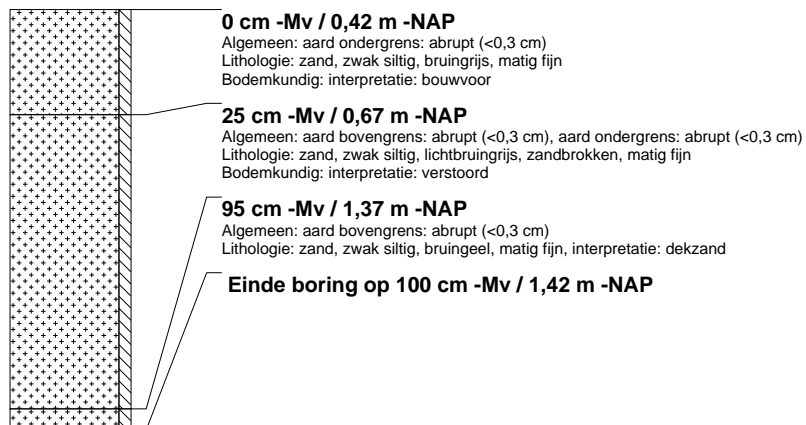 0 cm -Mv / 0,42 m -NAP
Algemeen: aard ondergrens: abrupt (<0,3 cm)
Lithologie: zand, zwak siltig, bruingrijs, matig fijn
Bodemkundig: interpretatie: bouwvoor
25 cm -Mv / 0,67 m -NAP
Algemeen: aard bovengrens: abrupt (<0,3 cm), aard ondergrens: abrupt (<0,3 cm)
Lithologie: zand, zwak siltig, lichtbruingrijs, zandbrokken, matig fijn
Bodemkundig: interpretatie: verstoord
95 cm -Mv / 1,37 m -NAP
Algemeen: aard bovengrens: abrupt (<0,3 cm)
Lithologie: zand, zwak siltig, bruingeel, matig fijn, interpretatie: dekzand
Einde boring op 100 cm -Mv / 1,42 m -NAP